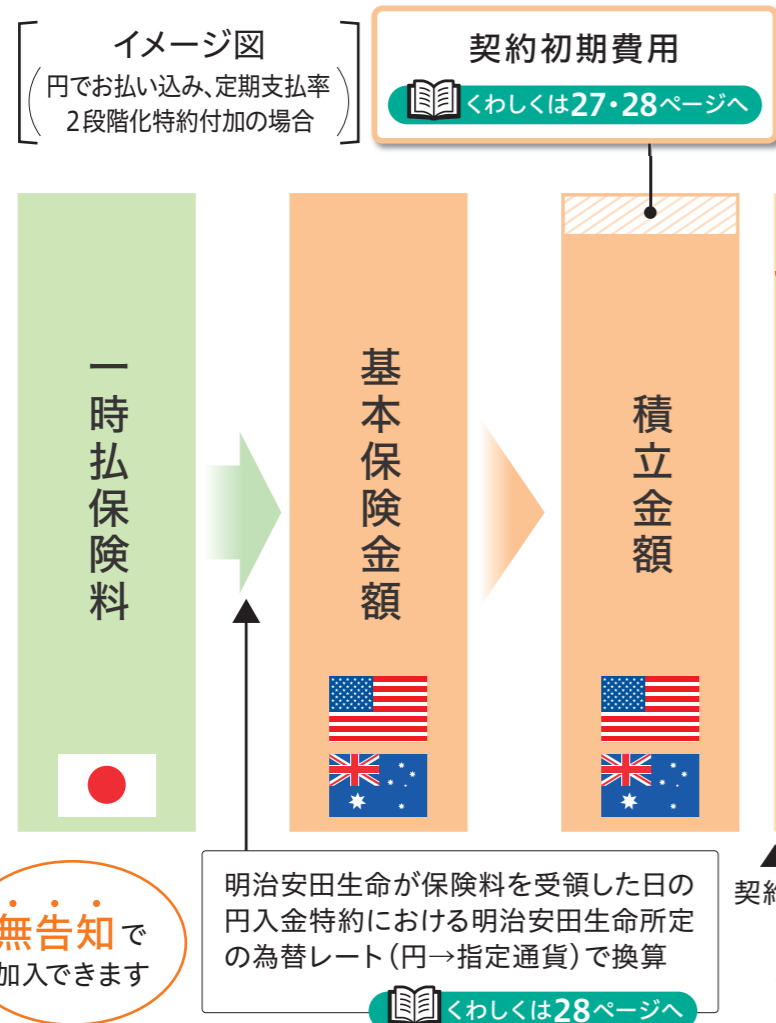 イメージ図
(円でお払い込み、定期支払率
2段階化特約付加の場合)
契約初期費用
くわしくは27・28ページへ
一時払保険料
基本保険金額
積立金額
無告知で
加入できます
明治安田生命が保険料を受領した日の
円入金特約における明治安田生命所定
の為替レート(円→指定通貨)で換算
くわしくは28ページへ
契約